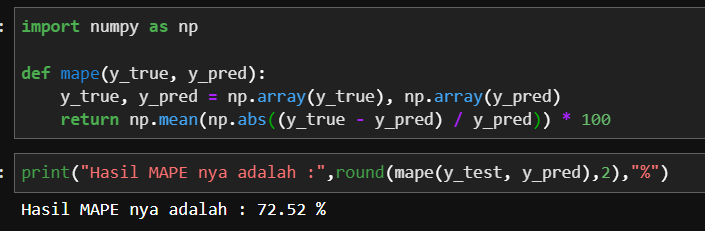 : import numpy as np
def mape(y_true, y_pred):
    y_true, y_pred = np.array(y_true), np.array(y_pred)
    return np.mean(np.abs((y_true - y_pred) / y_pred)) * 100
: print("Hasil MAPE nya adalah :",round(mape(y_test, y_pred),2),"%")
Hasil MAPE nya adalah : 72.52 %